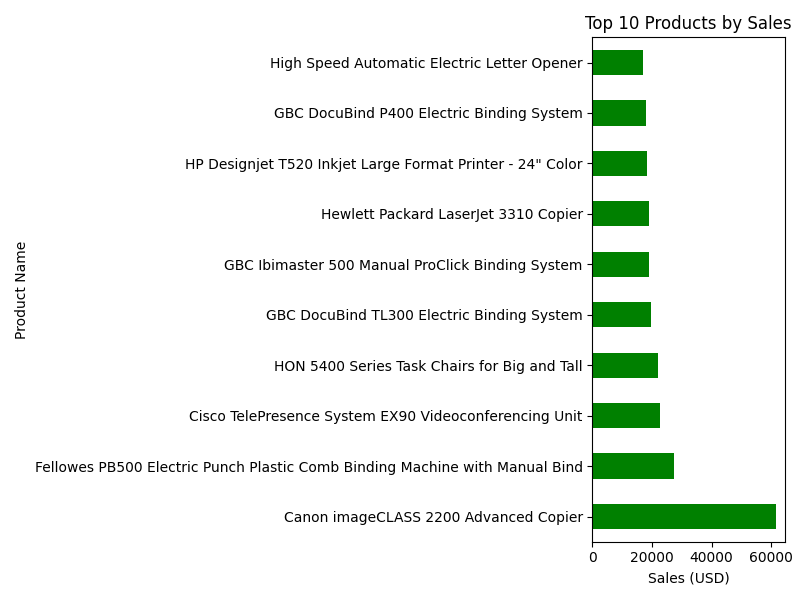 Top 10 Products by Sales
High Speed Automatic Electric Letter Opener
GBC DocuBind P400 Electric Binding System
HP Designjet T520 Inkjet Large Format Printer - 24" Color
Hewlett Packard LaserJet 3310 Copier
GBC Ibimaster 500 Manual ProClick Binding System
GBC DocuBind TL300 Electric Binding System
HON 5400 Series Task Chairs for Big and Tall
Cisco TelePresence System EX90 Videoconferencing Unit
Fellowes PB500 Electric Punch Plastic Comb Binding Machine with Manual Bind
Canon imageCLASS 2200 Advanced Copier
Product Name
0 20000 40000 60000
Sales (USD)